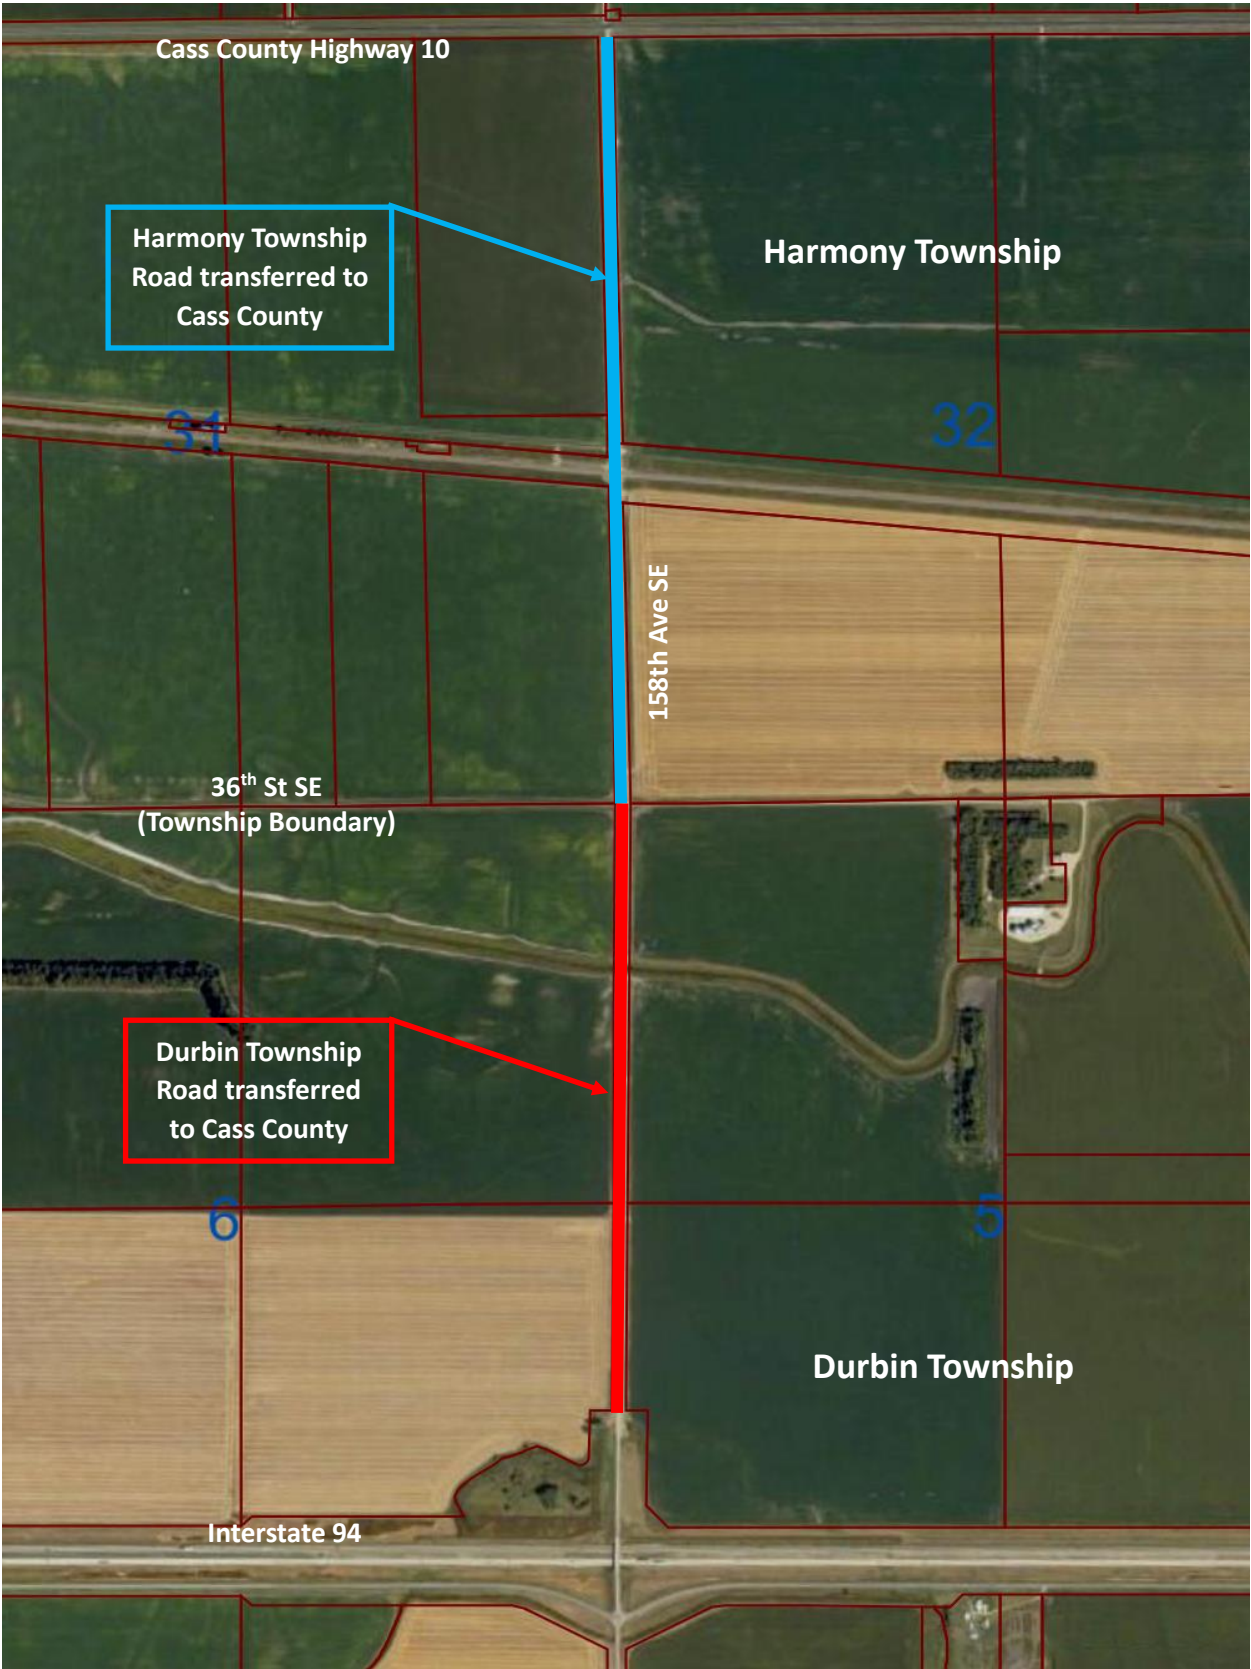 Cass County Highway 10
Harmony Township
Road transferred to
Cass County
Harmony Township
31
32
158th Ave SE
36th St SE
(Township Boundary)
Durbin Township
Road transferred
to Cass County
6
5
Durbin Township
Interstate 94